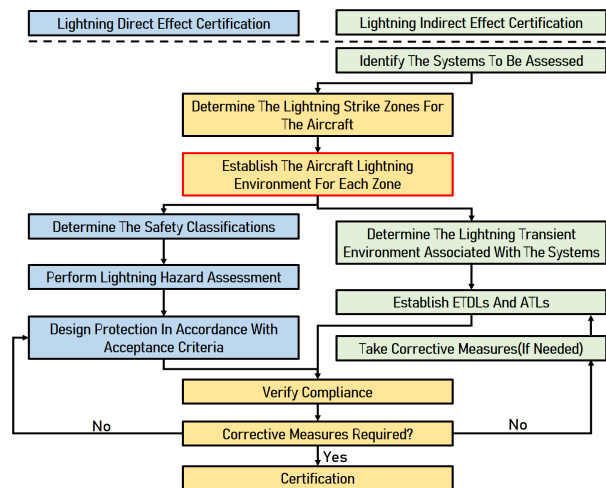 Lightning Direct Effect Certification
Lightning Indirect Effect Certification
Identify The Systems To Be Assessed
Determine The Lightning Strike Zones For
The Aircraft
Establish The Aircraft Lightning
Environment For Each Zone
Determine The Safety Classifications
Determine The Lightning Transient
Environment Associated With The Systems
Perform Lightning Hazard Assessment
Establish ETDLs And ATLs
Design Protection In Accordance With
Acceptance Criteria
Take Corrective Measures(If Needed)
Verify Compliance
No
Corrective Measures Required?
No
Yes
Certification